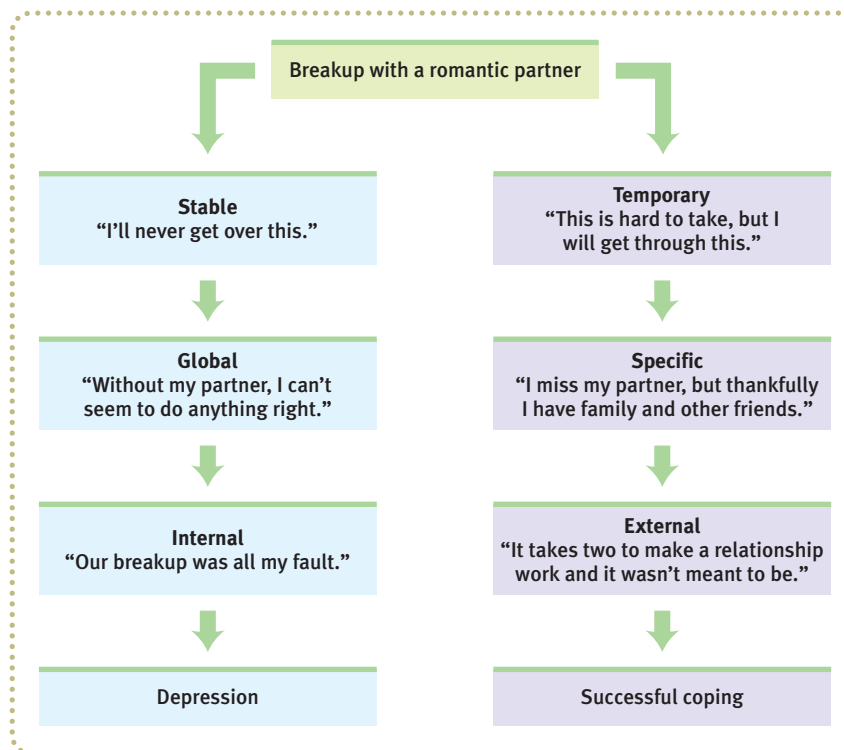 Breakup with a romantic partner
Stable
“I’ll never get over this.”
Global
“Without my partner, I can’t
seem to do anything right.”
Internal
“Our breakup was all my fault.”
Depression
Temporary
“This is hard to take, but I
will get through this.”
Specific
“I miss my partner, but thankfully
I have family and other friends.”
External
“It takes two to make a relationship
work and it wasn’t meant to be.”
Successful coping